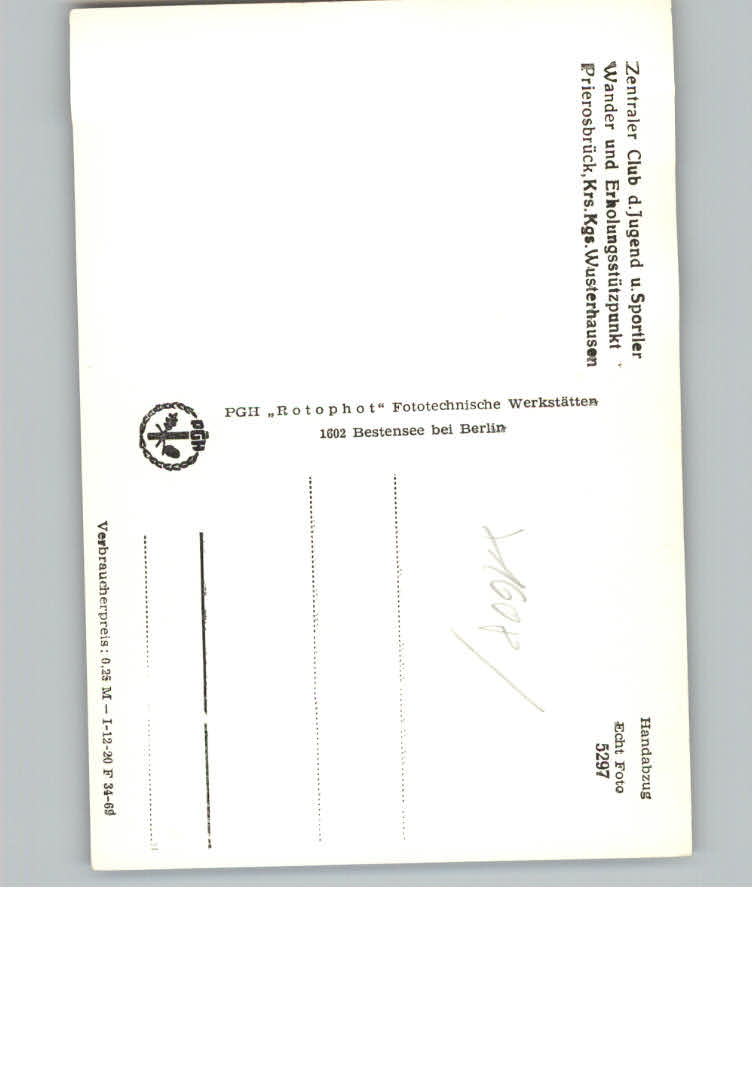 Zentraler Club d.Jugend u.Sportler
Wander und Erholungsstützpunkt
Prierosbrück,Krs.Kgs.Wusterhausen
PGH „Rotophot“ Fototechnische Werkstätten
1602 Bestensee bei Berlin
PGH
Handabzug
Echt Foto
5297
Verbraucherpreis: 0,25 M — I-12-20 F 34-69